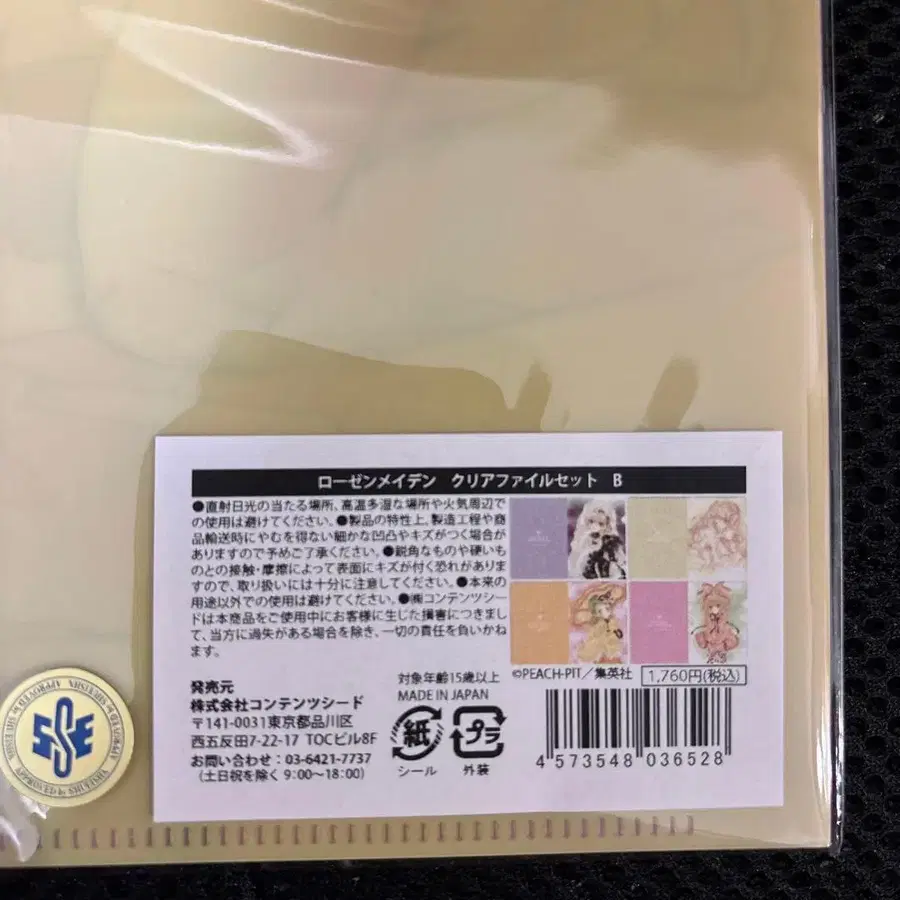 ローゼンメイデン クリアファイルセット B
●直射日光の当たる場所、高温多湿な場所や火気周辺で
の使用は避けてください。●製品の特性上、製造工程や商
品輸送時にやむを得ない細かな凹凸やキズがつく場合が
ありますので予めご了承ください。●鋭角なものや硬いも
のとの接触・摩擦によって表面にキズが付く恐れがありま
すので、取り扱いには十分に注意してください。●本来の
用途以外での使用は避けてください。●㈱コンテンツシー
ドは本商品をご使用中にお客様に生じた損害につきまし
て、当方に過失がある場合を除き、一切の責任を負いかね
ます。
©PEACH-PIT／集英社
1,760円(税込)
発売元
株式会社コンテンツシード
〒141-0031東京都品川区
西五反田7-22-17 TOCビル8F
お問い合わせ：03-6421-7737
（土日祝を除く 9:00～18:00）
対象年齢15歳以上
MADE IN JAPAN
紙
シール
プラ
外装
4 573548 036528
SE
APPROVED by SHUEISHA